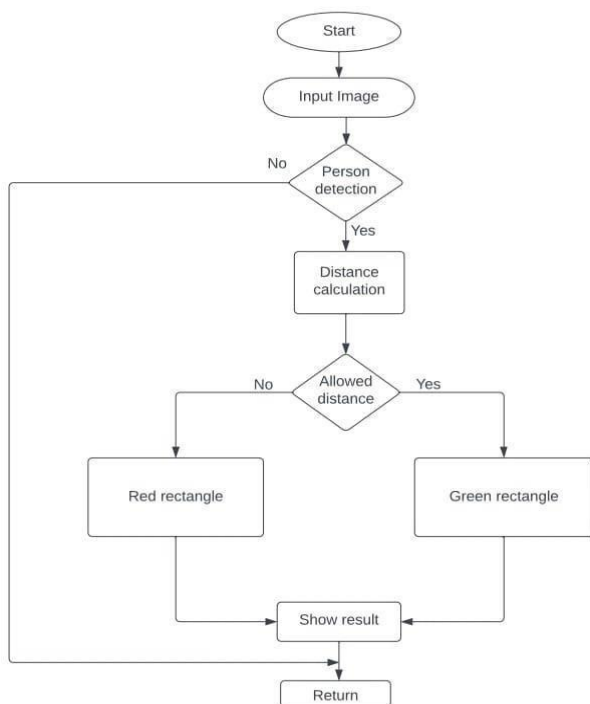 Start
Input Image
No
Person
detection
Yes
Distance
calculation
No
Allowed
distance
Yes
Red rectangle
Green rectangle
Show result
Return